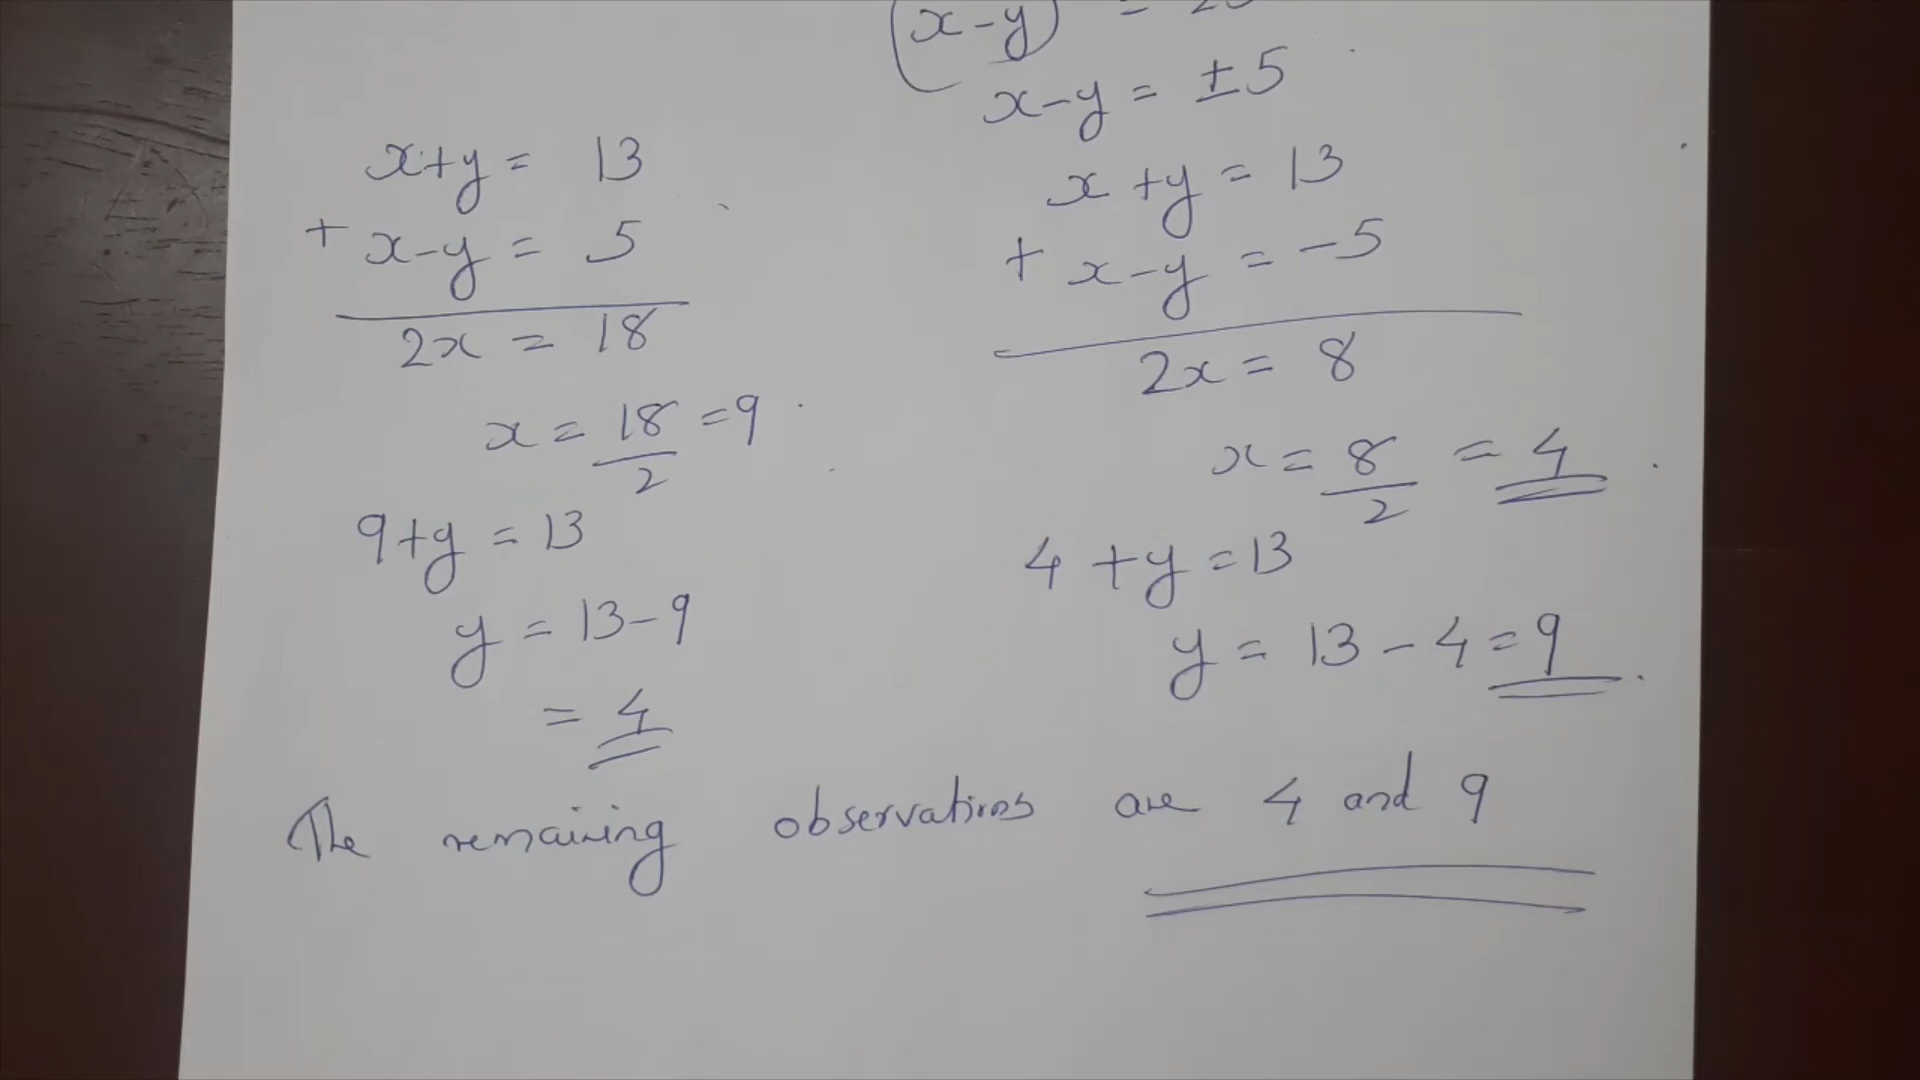 x-y = ±5
x+y = 13
+ x-y = 5
2x = 18
x = 18/2 = 9
9+y = 13
y = 13-9
= 4
x+y = 13
+ x-y = -5
2x = 8
x = 8/2 = 4
4+y = 13
y = 13-4 = 9
The remaining observations are 4 and 9